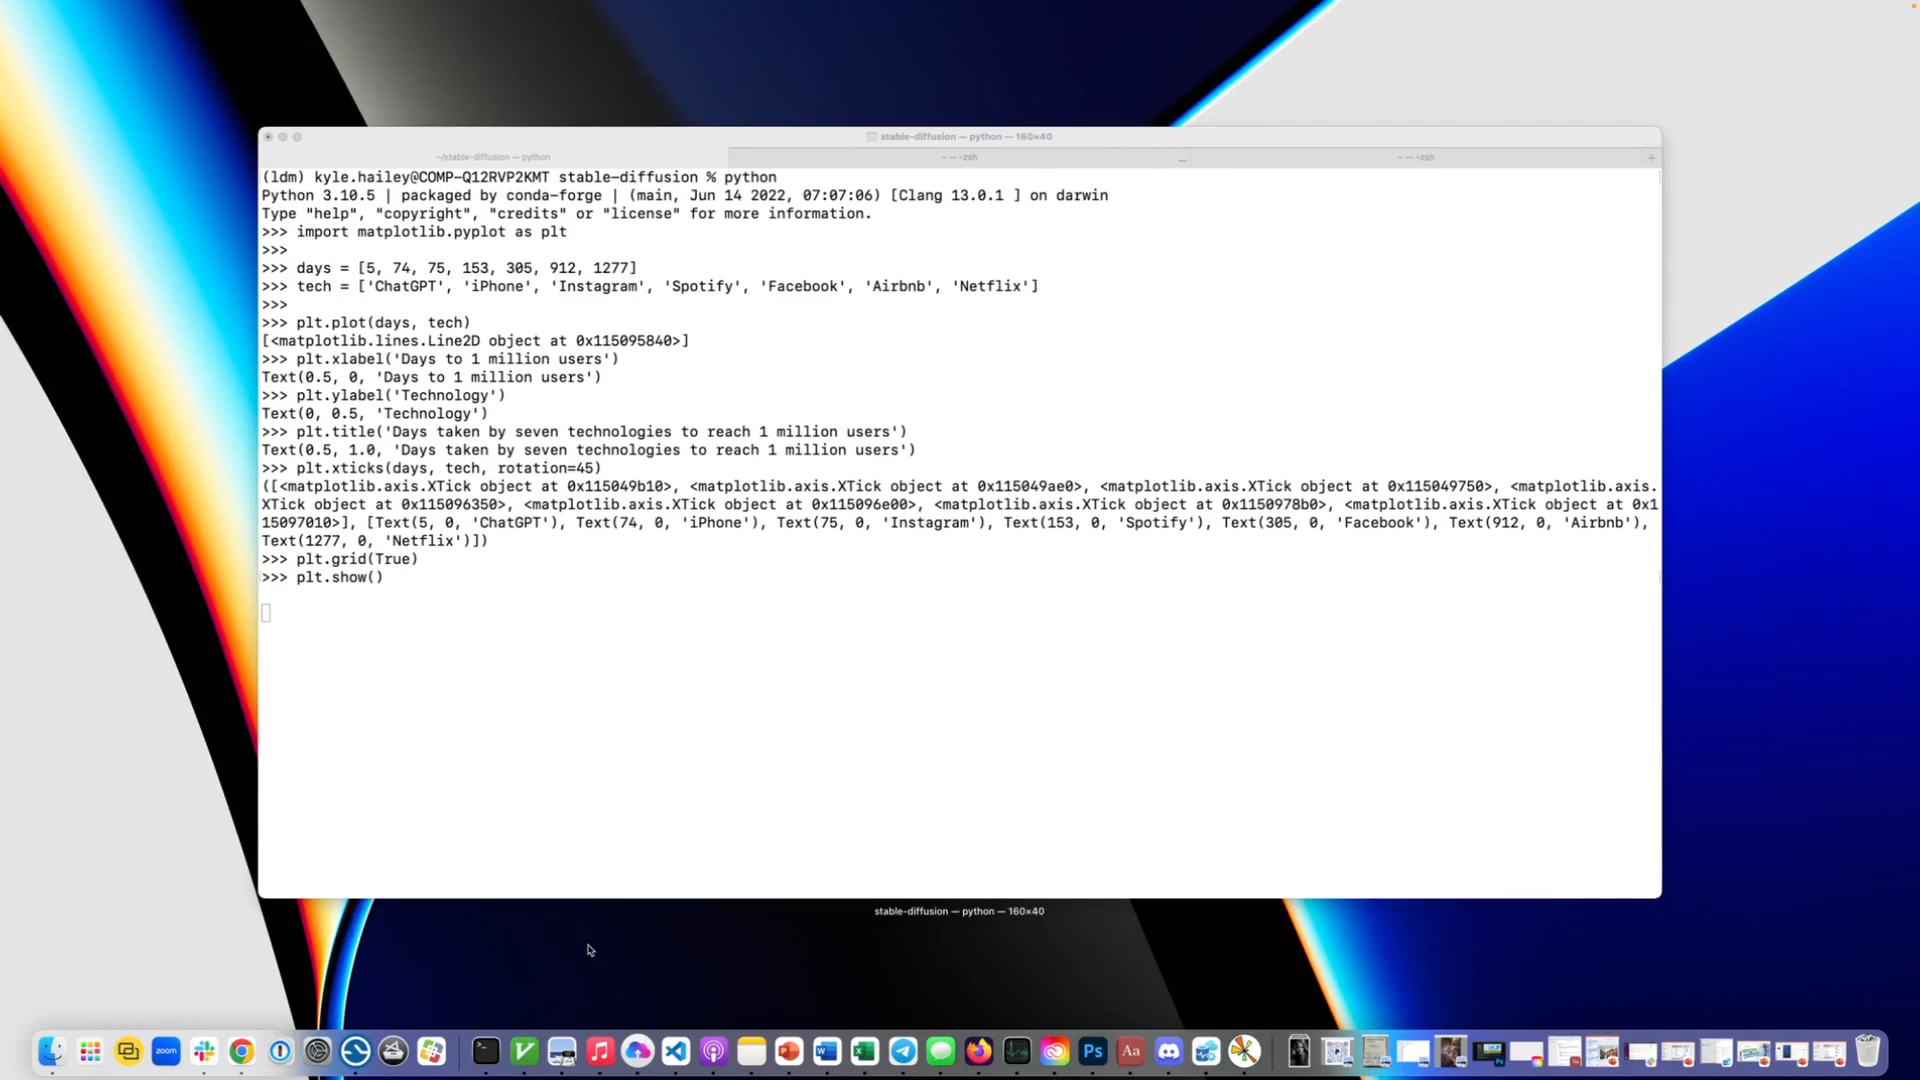 stable-diffusion — python — 160×40
~/stable-diffusion — python
~ — -zsh
...
~ — -zsh
+
(ldm) kyle.hailey@COMP-Q12RVP2KMT stable-diffusion % python
Python 3.10.5 | packaged by conda-forge | (main, Jun 14 2022, 07:07:06) [Clang 13.0.1 ] on darwin
Type "help", "copyright", "credits" or "license" for more information.
>>> import matplotlib.pyplot as plt
>>>
>>> days = [5, 74, 75, 153, 305, 912, 1277]
>>> tech = ['ChatGPT', 'iPhone', 'Instagram', 'Spotify', 'Facebook', 'Airbnb', 'Netflix']
>>>
>>> plt.plot(days, tech)
[<matplotlib.lines.Line2D object at 0x115095840>]
>>> plt.xlabel('Days to 1 million users')
Text(0.5, 0, 'Days to 1 million users')
>>> plt.ylabel('Technology')
Text(0, 0.5, 'Technology')
>>> plt.title('Days taken by seven technologies to reach 1 million users')
Text(0.5, 1.0, 'Days taken by seven technologies to reach 1 million users')
>>> plt.xticks(days, tech, rotation=45)
([<matplotlib.axis.XTick object at 0x115049b10>, <matplotlib.axis.XTick object at 0x115049ae0>, <matplotlib.axis.XTick object at 0x115049750>, <matplotlib.axis.
XTick object at 0x115096350>, <matplotlib.axis.XTick object at 0x115096e00>, <matplotlib.axis.XTick object at 0x1150978b0>, <matplotlib.axis.XTick object at 0x1
15097010>], [Text(5, 0, 'ChatGPT'), Text(74, 0, 'iPhone'), Text(75, 0, 'Instagram'), Text(153, 0, 'Spotify'), Text(305, 0, 'Facebook'), Text(912, 0, 'Airbnb'),
Text(1277, 0, 'Netflix')])
>>> plt.grid(True)
>>> plt.show()
stable-diffusion — python — 160×40
zoom
Ps
Aa